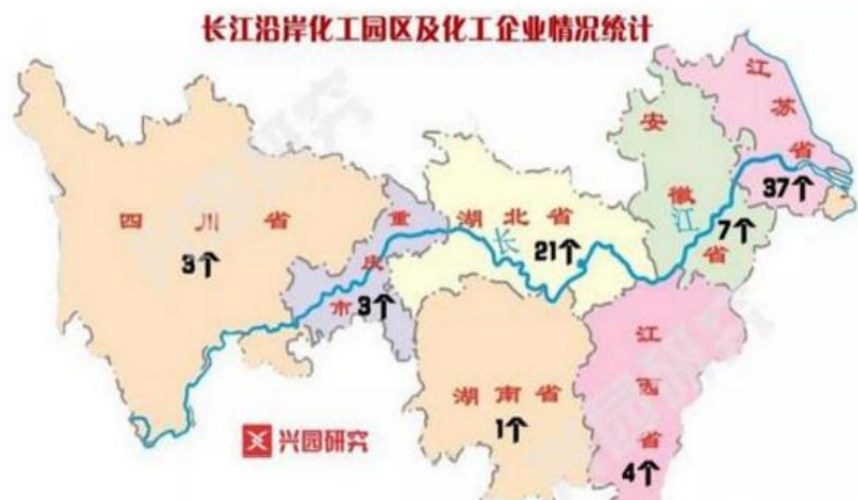 长江沿岸化工园区及化工企业情况统计
江苏省
37个
安徽省
7个
四川省
3个
重庆市
3个
湖北省
21个
长江
湖南省
1个
江西省
4个
兴园研究